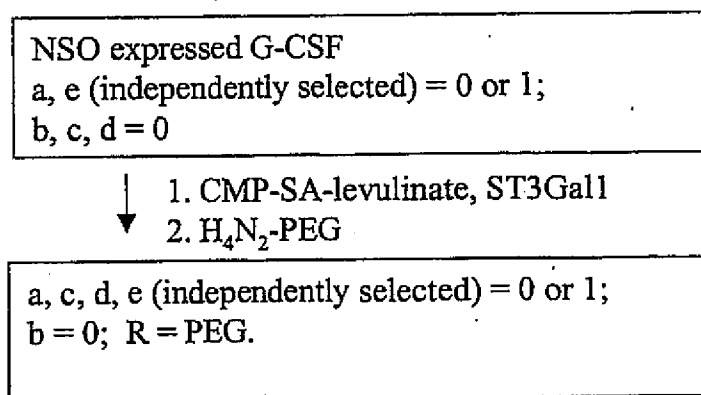 NSO expressed G-CSF
a, e (independently selected) = 0 or 1;
b, c, d = 0
1. CMP-SA-levulinate, ST3Gal1
2. H₄N₂-PEG
a, c, d, e (independently selected) = 0 or 1;
b = 0; R = PEG.